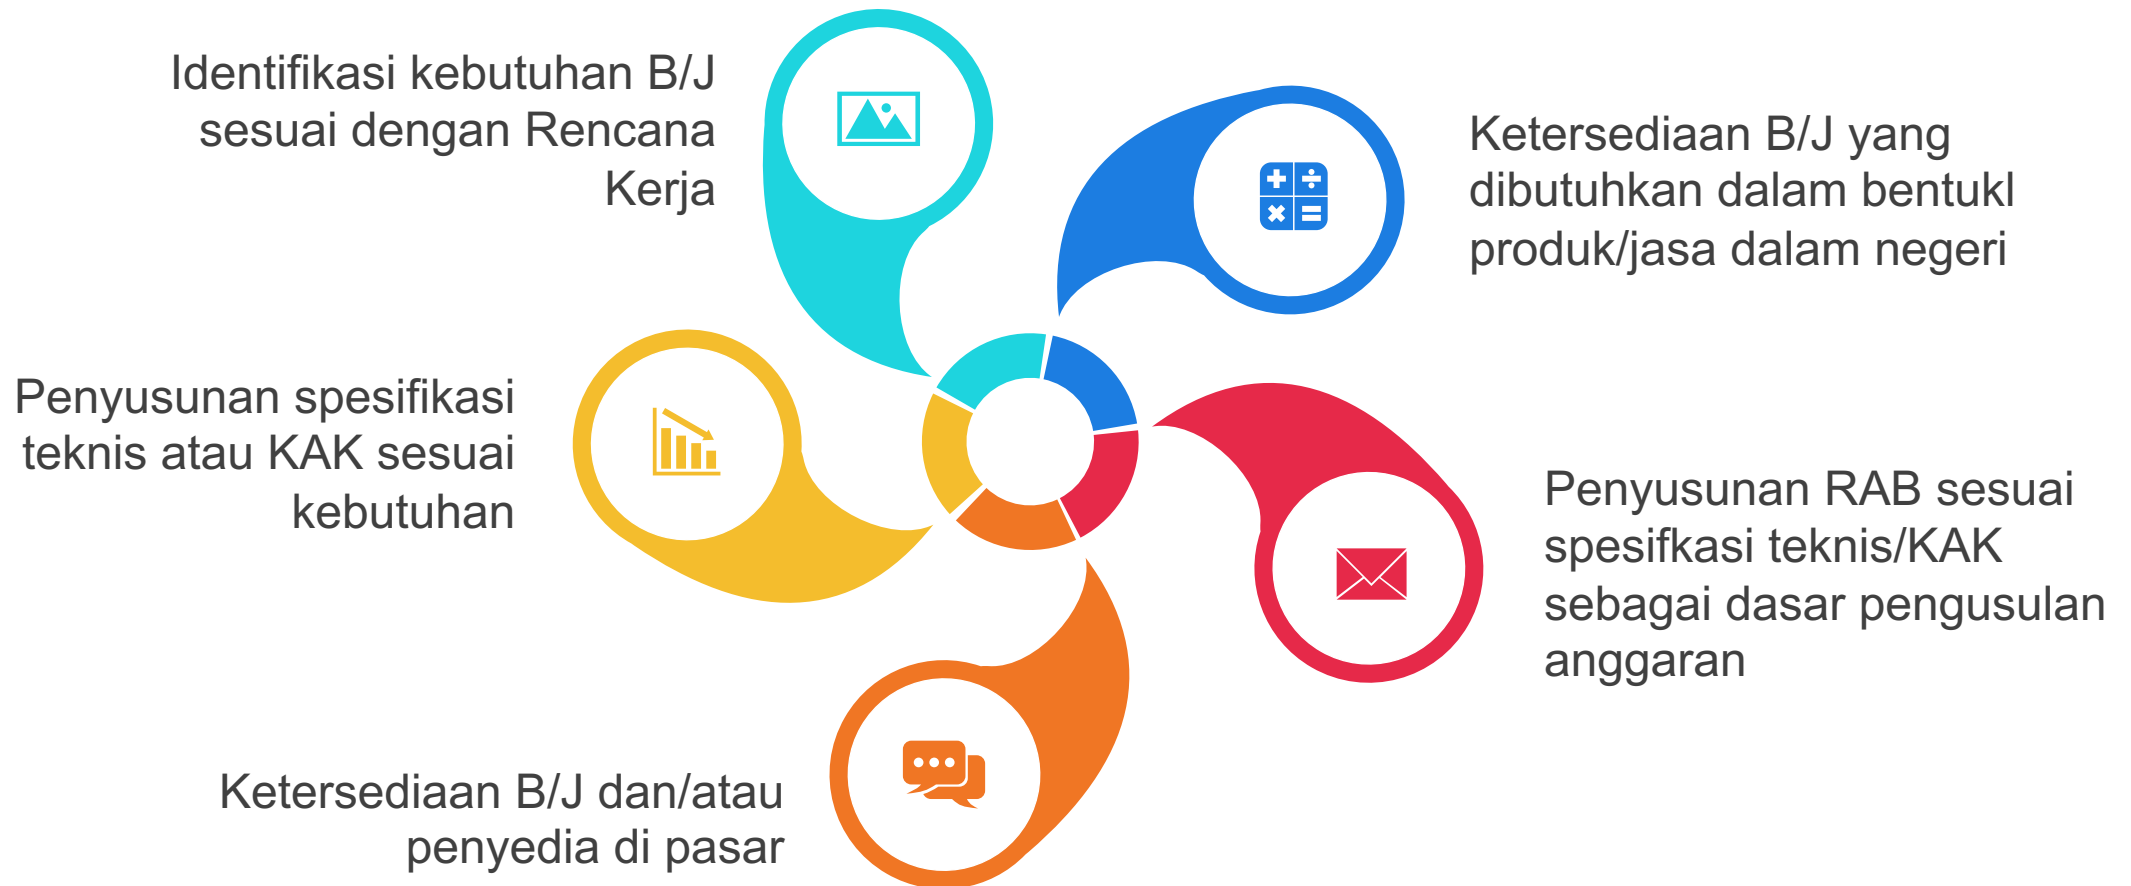 Identifikasi kebutuhan B/J
sesuai dengan Rencana
Kerja
Ketersediaan B/J yang
dibutuhkan dalam bentukl
produk/jasa dalam negeri
Penyusunan spesifikasi
teknis atau KAK sesuai
kebutuhan
Penyusunan RAB sesuai
spesifkasi teknis/KAK
sebagai dasar pengusulan
anggaran
Ketersediaan B/J dan/atau
penyedia di pasar